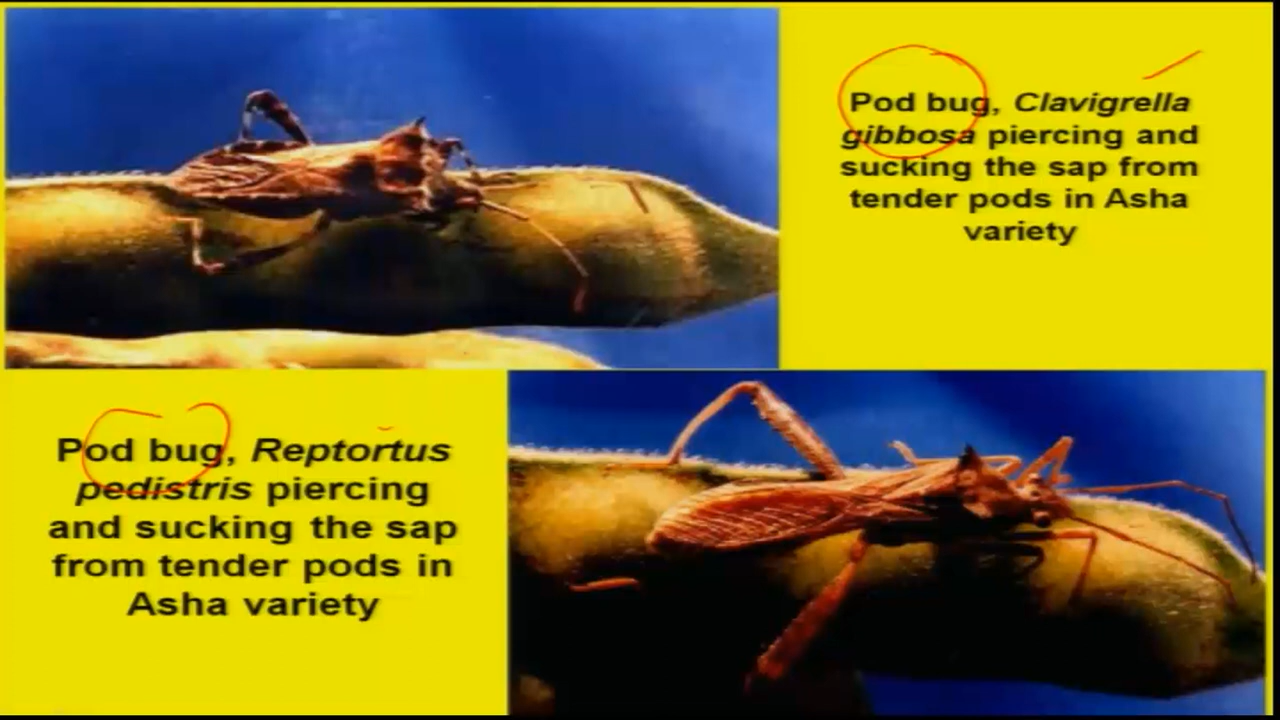 Pod bug, Clavigrella
gibbosa piercing and
sucking the sap from
tender pods in Asha
variety
Pod bug, Reptortus
pedistris piercing
and sucking the sap
from tender pods in
Asha variety